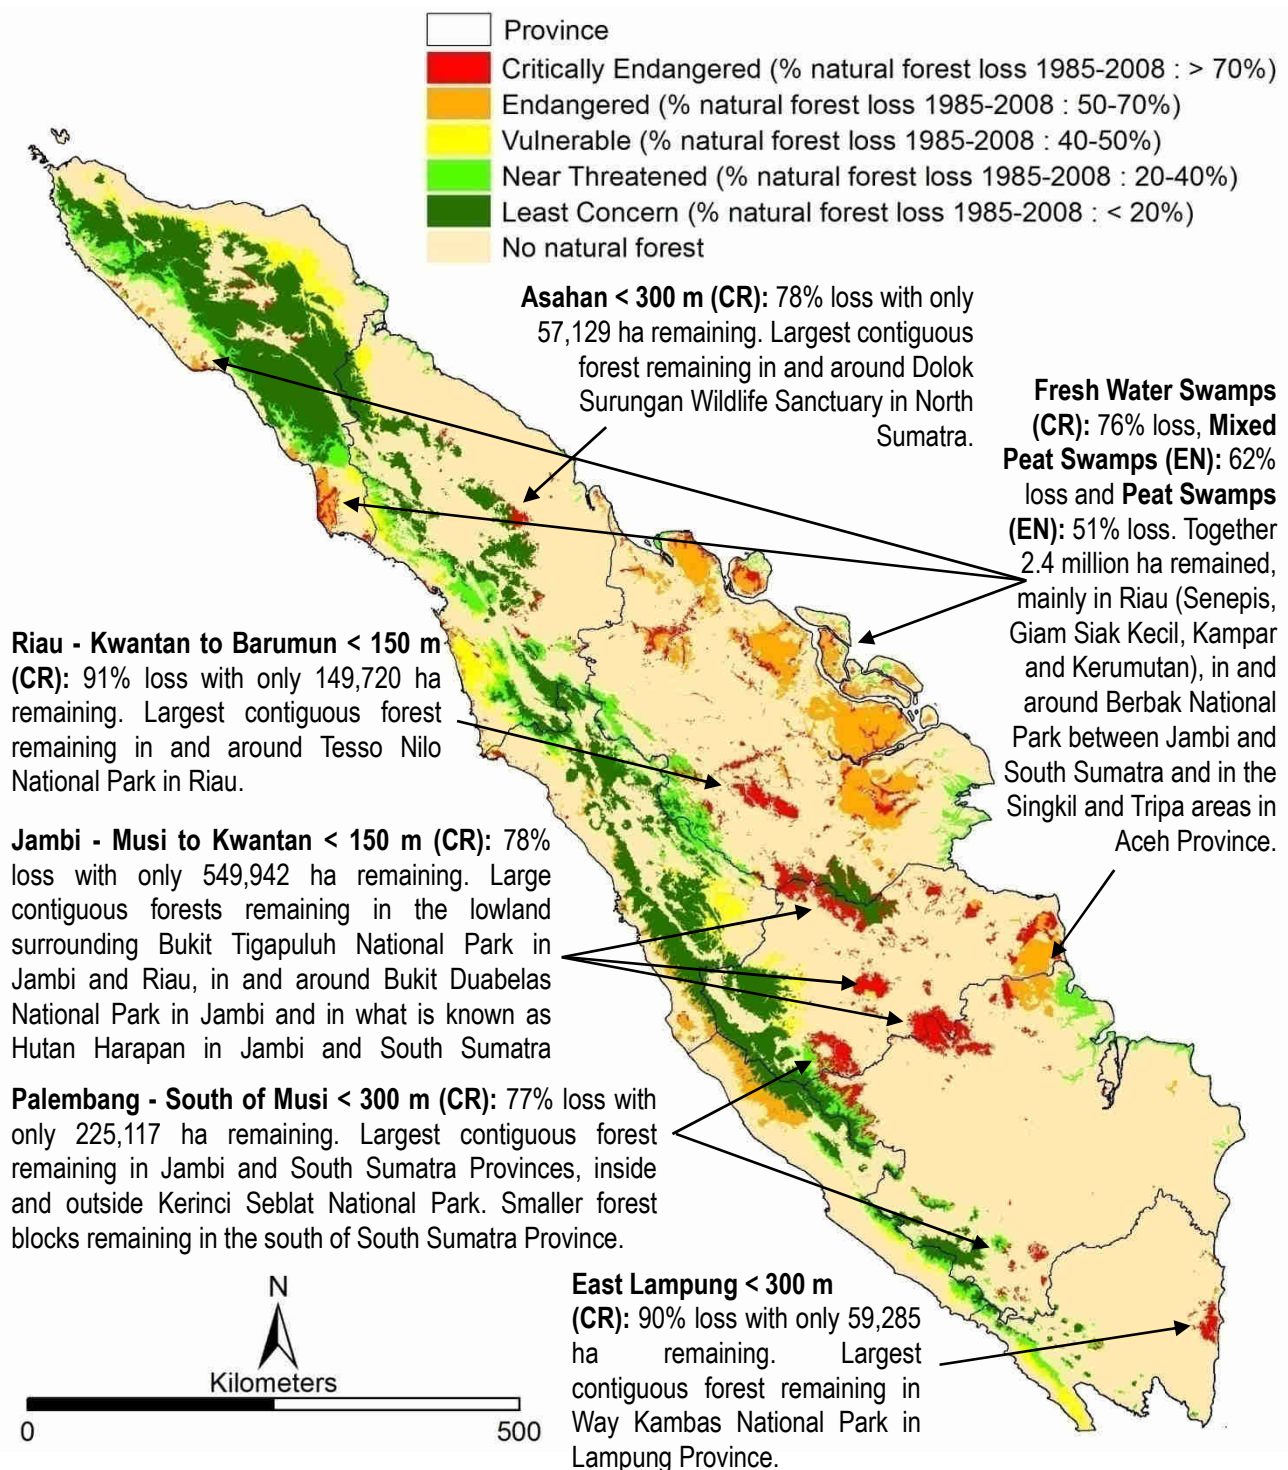 Province
Critically Endangered (% natural forest loss 1985-2008 : > 70%)
Endangered (% natural forest loss 1985-2008 : 50-70%)
Vulnerable (% natural forest loss 1985-2008 : 40-50%)
Near Threatened (% natural forest loss 1985-2008 : 20-40%)
Least Concern (% natural forest loss 1985-2008 : < 20%)
No natural forest
Asahan < 300 m (CR): 78% loss with only
57,129 ha remaining. Largest contiguous
forest remaining in and around Dolok
Surungan Wildlife Sanctuary in North
Sumatra.
Fresh Water Swamps
(CR): 76% loss, Mixed
Peat Swamps (EN): 62%
loss and Peat Swamps
(EN): 51% loss. Together
2.4 million ha remained,
mainly in Riau (Senepis,
Giam Siak Kecil, Kampar
and Kerumutan), in and
around Berbak National
Park between Jambi and
South Sumatra and in the
Singkil and Tripa areas in
Aceh Province.
Riau - Kwantan to Barumun < 150 m
(CR): 91% loss with only 149,720 ha
remaining. Largest contiguous forest
remaining in and around Tesso Nilo
National Park in Riau.
Jambi - Musi to Kwantan < 150 m (CR): 78%
loss with only 549,942 ha remaining. Large
contiguous forests remaining in the lowland
surrounding Bukit Tigapuluh National Park in
Jambi and Riau, in and around Bukit Duabelas
National Park in Jambi and in what is known as
Hutan Harapan in Jambi and South Sumatra
Palembang - South of Musi < 300 m (CR): 77% loss with
only 225,117 ha remaining. Largest contiguous forest
remaining in Jambi and South Sumatra Provinces, inside
and outside Kerinci Seblat National Park. Smaller forest
blocks remaining in the south of South Sumatra Province.
East Lampung < 300 m
(CR): 90% loss with only 59,285
ha remaining. Largest
contiguous forest remaining in
Way Kambas National Park in
Lampung Province.
N
Kilometers
0 500